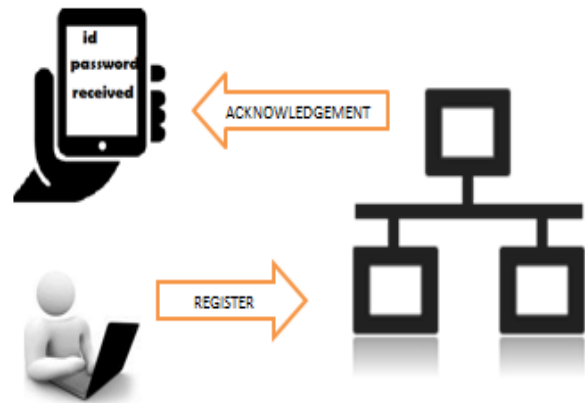 id
password
received
ACKNOWLEDGEMENT
REGISTER